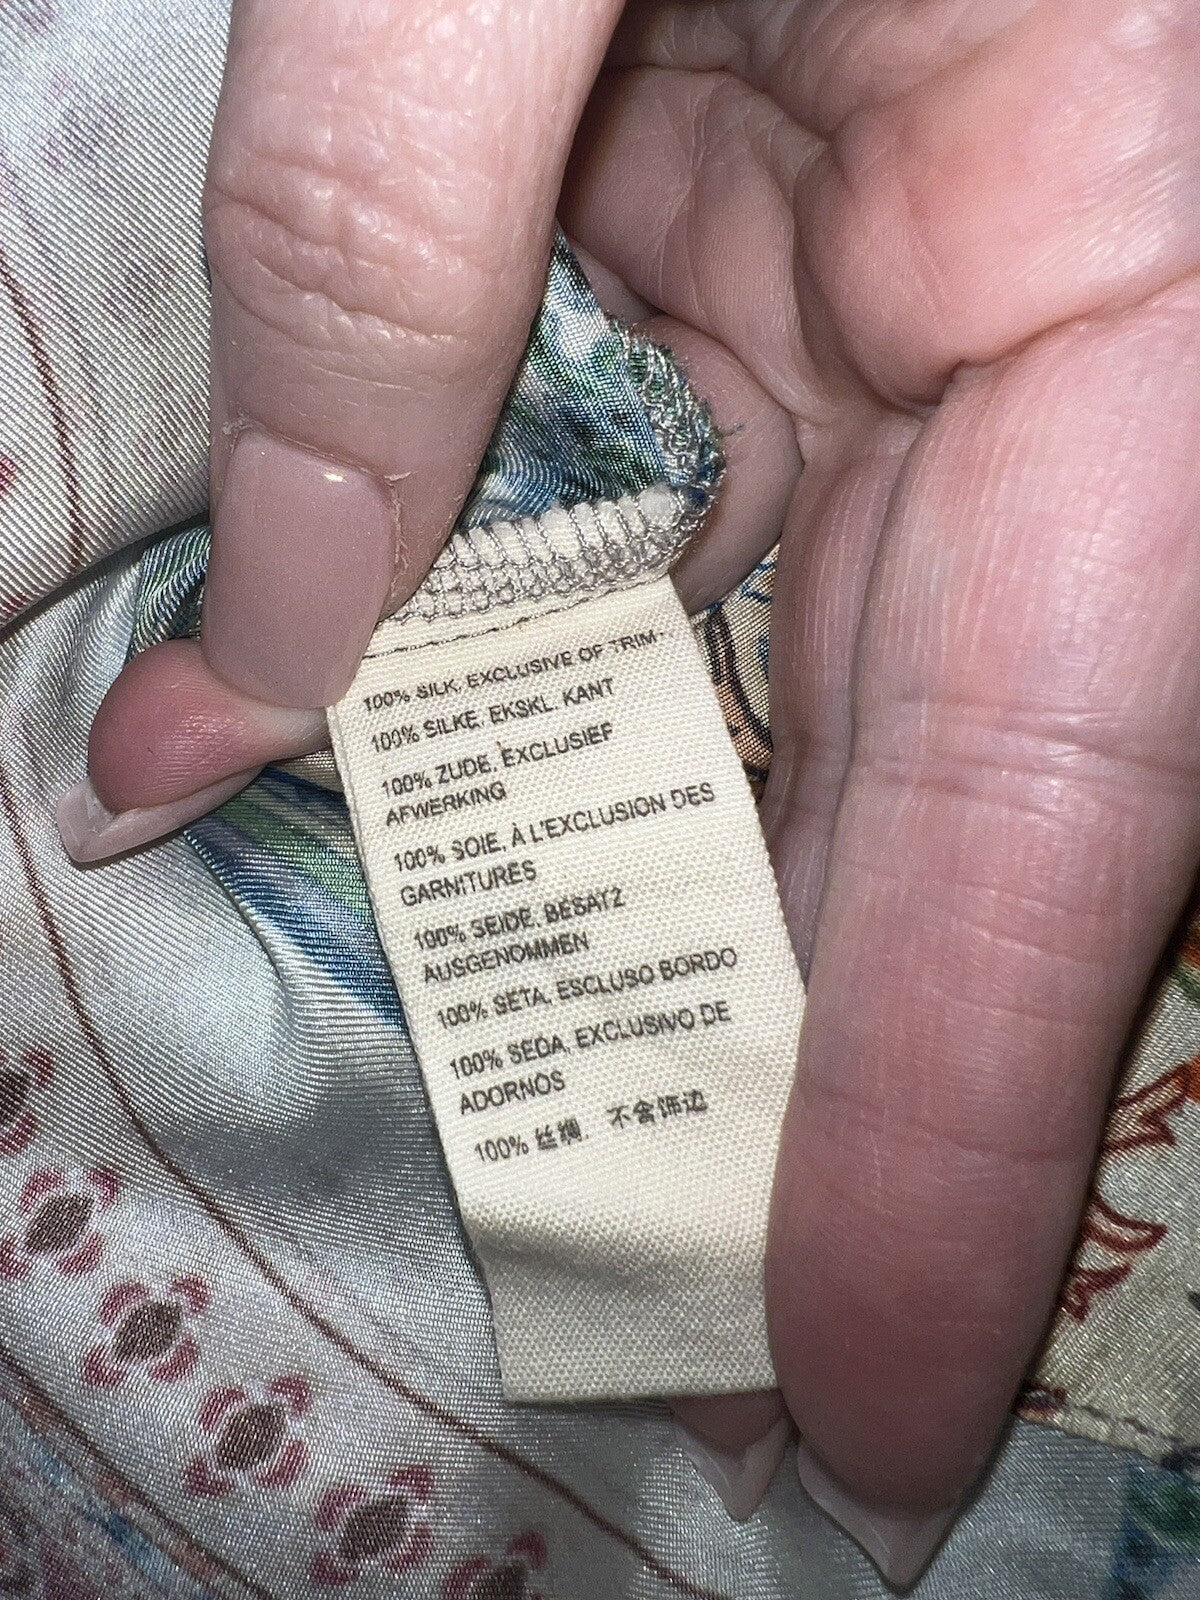 100% SILK, EXCLUSIVE OF TRIM
100% SILKE, EKSKL. KANT
100% ZUDE, EXCLUSIEF
AFWERKING
100% SOIE, À L'EXCLUSION DES
GARNITURES
100% SEIDE, BESATZ
AUSGENOMMEN
100% SETA, ESCLUSO BORDO
100% SEDA, EXCLUSIVO DE
ADORNOS
100% 丝绸, 不含饰边